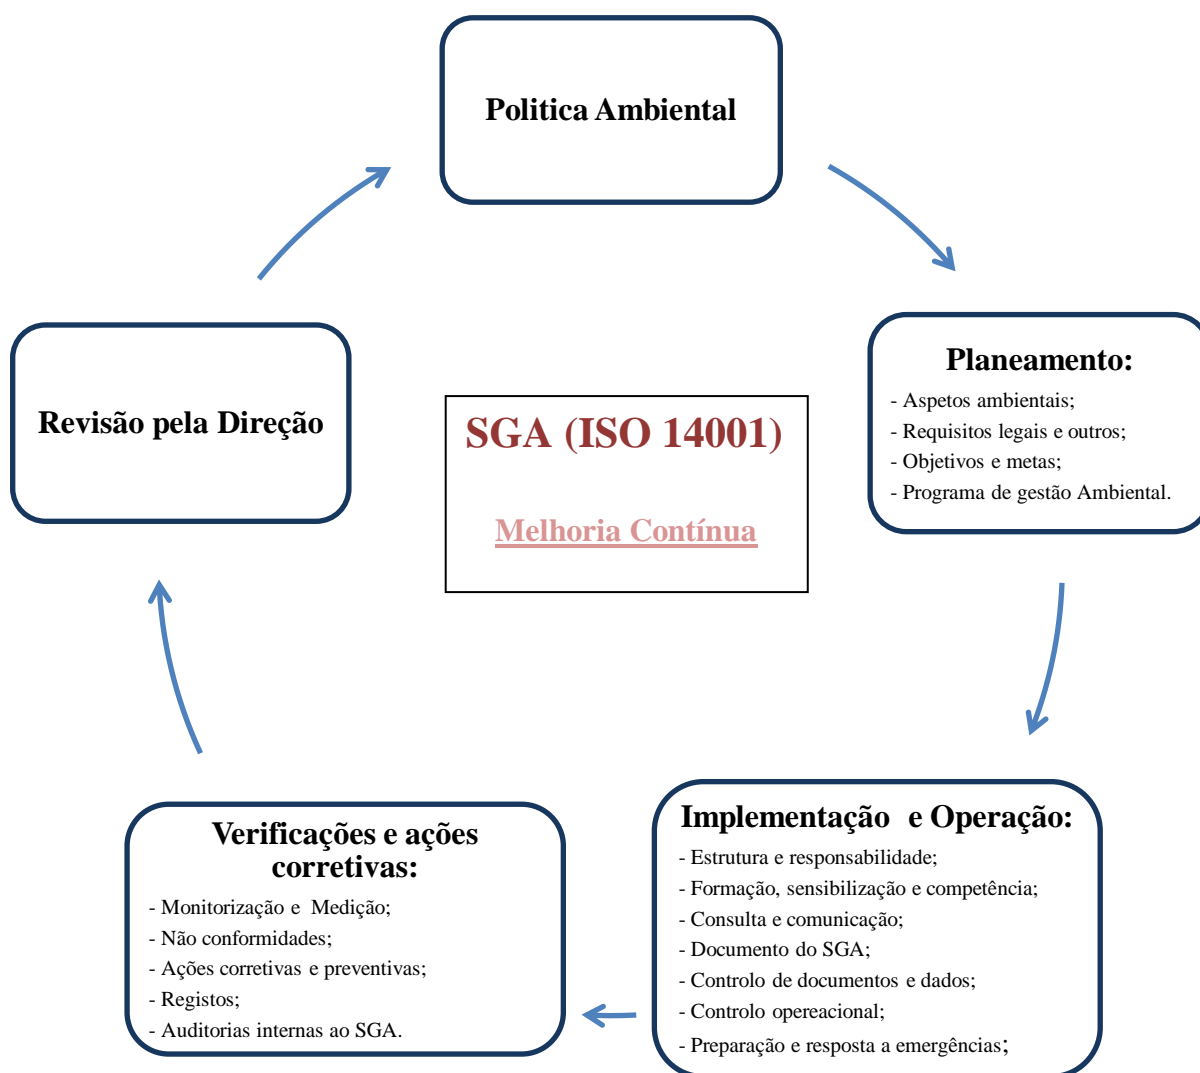 Politica Ambiental
Planeamento:
- Aspetos ambientais;
- Requisitos legais e outros;
- Objetivos e metas;
- Programa de gestão Ambiental.
Implementação e Operação:
- Estrutura e responsabilidade;
- Formação, sensibilização e competência;
- Consulta e comunicação;
- Documento do SGA;
- Controlo de documentos e dados;
- Controlo opereacional;
- Preparação e resposta a emergências;
Verificações e ações
corretivas:
- Monitorização e Medição;
- Não conformidades;
- Ações corretivas e preventivas;
- Registos;
- Auditorias internas ao SGA.
Revisão pela Direção
SGA (ISO 14001)
Melhoria Contínua